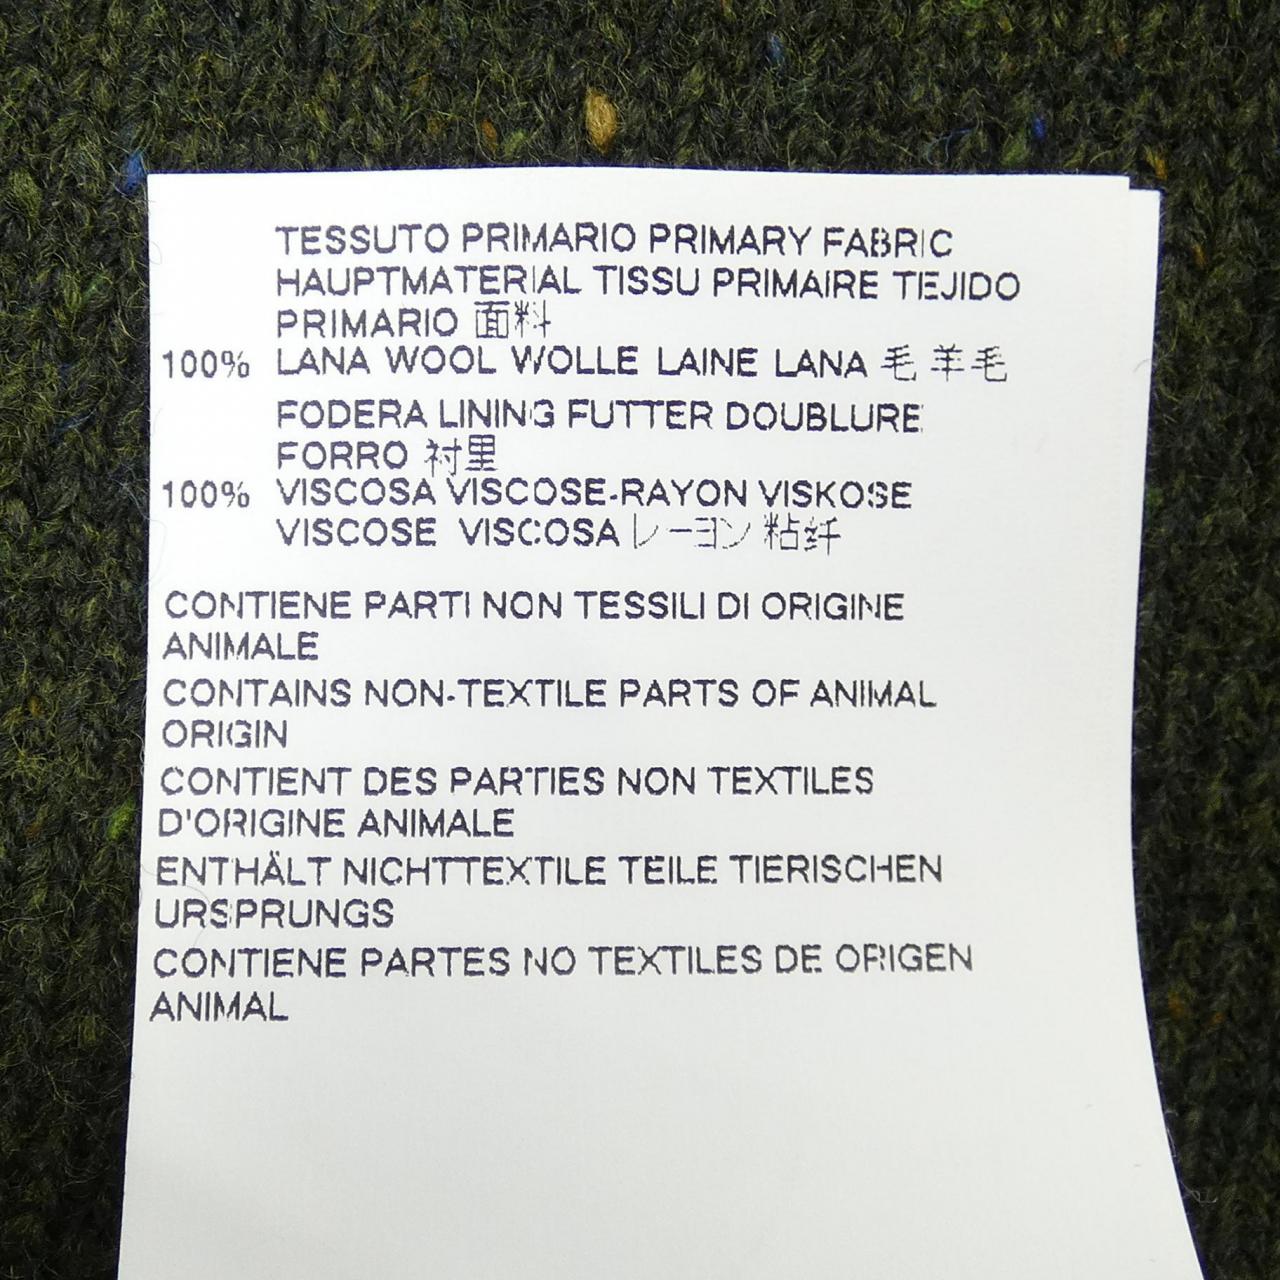 TESSUTO PRIMARIO PRIMARY FABRIC
HAUPTMATERIAL TISSU PRIMAIRE TEJIDO
PRIMARIO 面料
100% LANA WOOL WOLLE LAINE LANA 毛 羊毛
FODERA LINING FUTTER DOUBLURE
FORRO 衬里
100% VISCOSA VISCOSE-RAYON VISKOSE
VISCOSE VISCOSA レーヨン 粘纤
CONTIENE PARTI NON TESSILI DI ORIGINE
ANIMALE
CONTAINS NON-TEXTILE PARTS OF ANIMAL
ORIGIN
CONTIENT DES PARTIES NON TEXTILES
D'ORIGINE ANIMALE
ENTHÄLT NICHTTEXTILE TEILE TIERISCHEN
URSPRUNGS
CONTIENE PARTES NO TEXTILES DE ORIGEN
ANIMAL